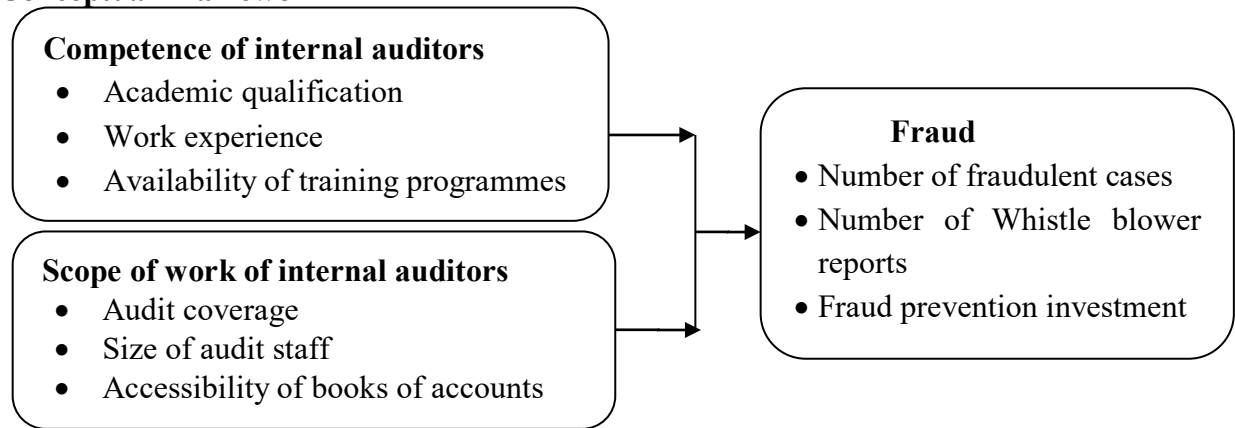 Competence of internal auditors
• Academic qualification
• Work experience
• Availability of training programmes
Scope of work of internal auditors
• Audit coverage
• Size of audit staff
• Accessibility of books of accounts
Fraud
• Number of fraudulent cases
• Number of Whistle blower
reports
• Fraud prevention investment